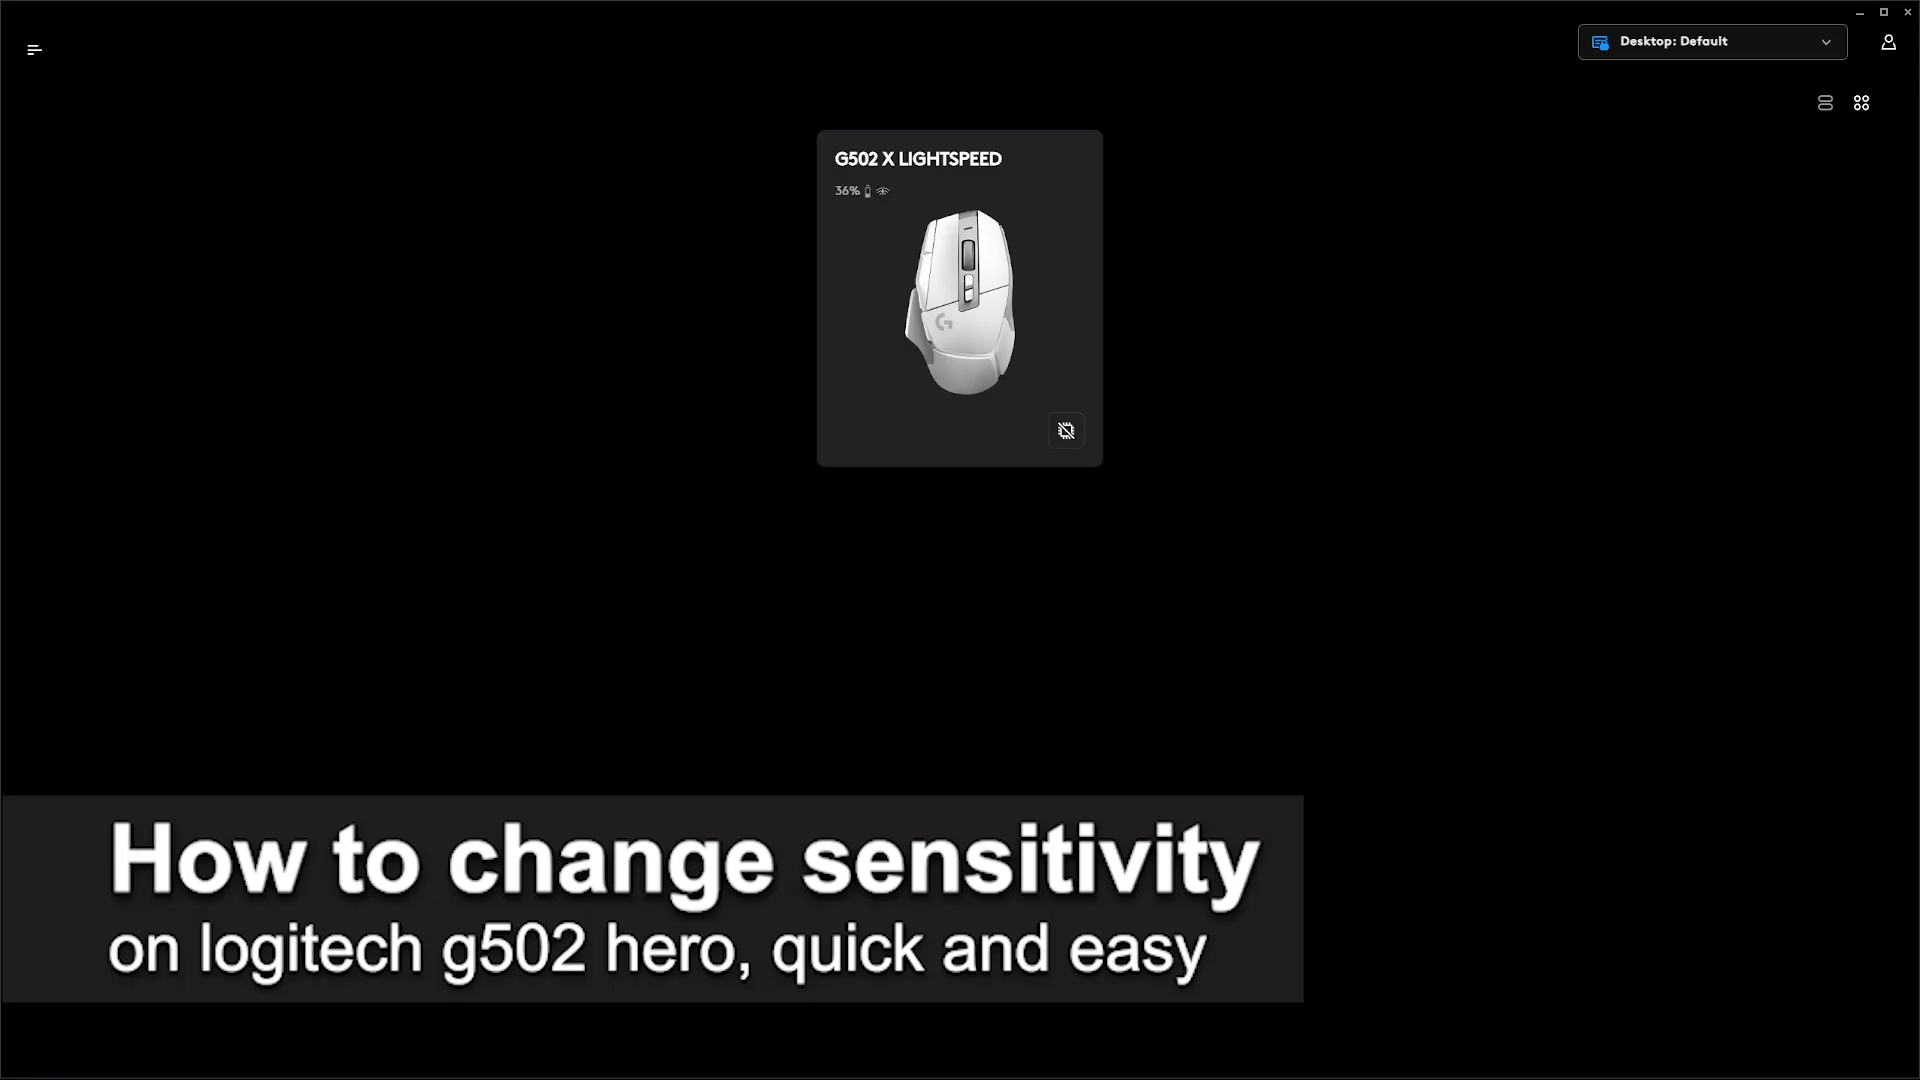 Desktop: Default
G502 X LIGHTSPEED
36%
How to change sensitivity
on logitech g502 hero, quick and easy